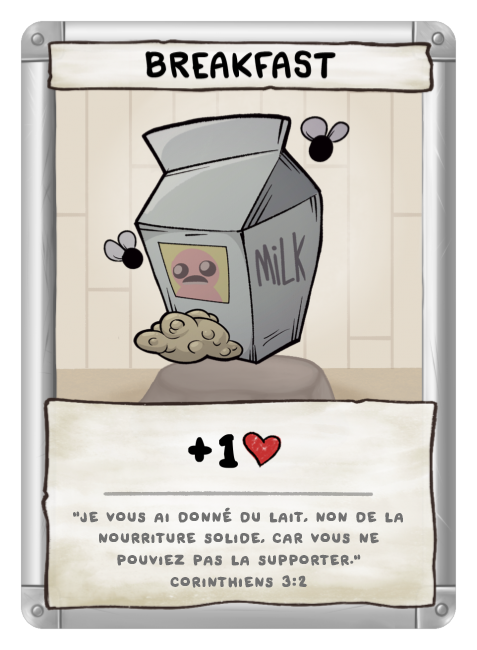 BREAKFAST
MiLK
+1❤
"JE VOUS AI DONNÉ DU LAIT, NON DE LA
NOURRITURE SOLIDE, CAR VOUS NE
POUVIEZ PAS LA SUPPORTER."
CORINTHIENS 3:2